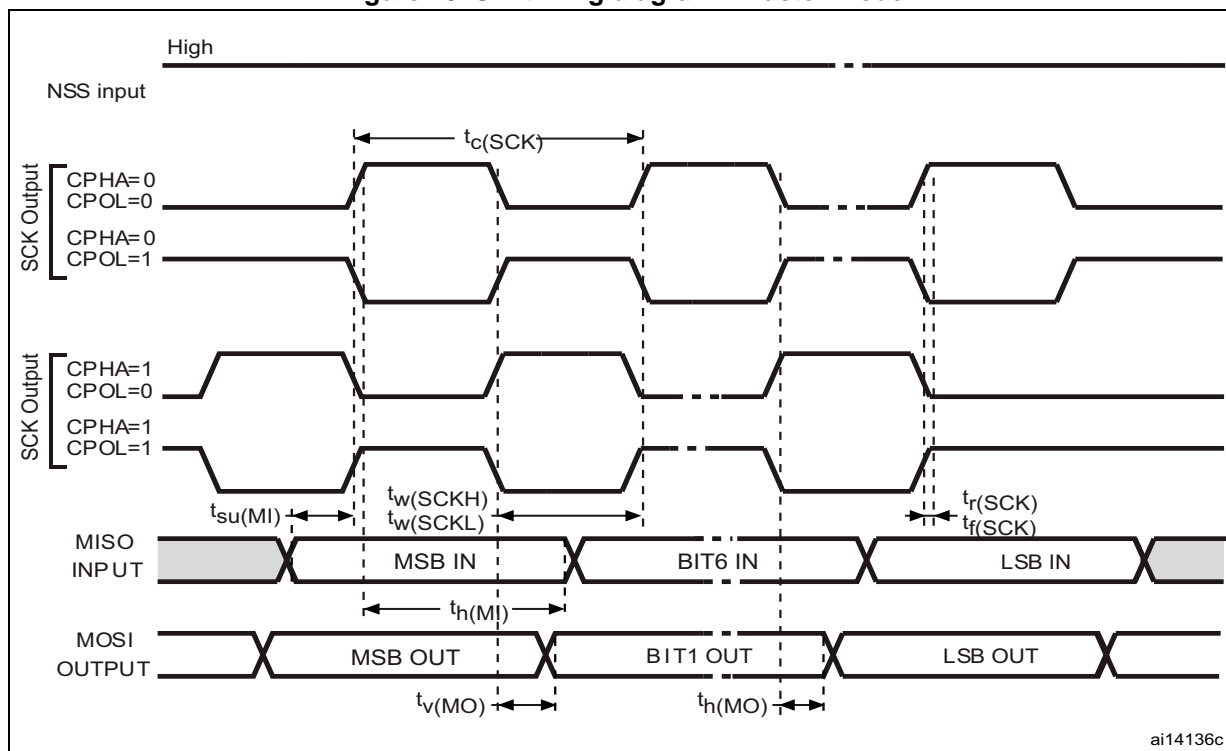 High
NSS input
tc(SCK)
SCK Output
CPHA=0
CPOL=0
CPHA=0
CPOL=1
SCK Output
CPHA=1
CPOL=0
CPHA=1
CPOL=1
tsu(MI)
tw(SCKH)
tw(SCKL)
tr(SCK)
tf(SCK)
MISO
INPUT
MSB IN
BIT6 IN
LSB IN
th(MI)
MOSI
OUTPUT
MSB OUT
BIT1 OUT
LSB OUT
tv(MO)
th(MO)
ai14136c